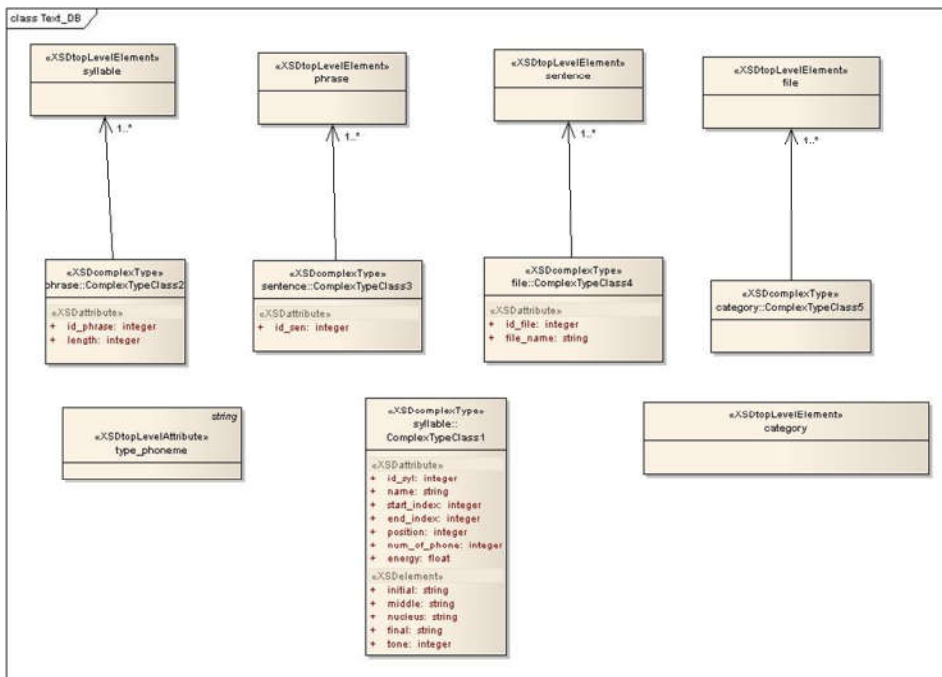 class Text_DB
«XSDtopLevelElement»
syllable
«XSDtopLevelElement»
phrase
«XSDtopLevelElement»
sentence
«XSDtopLevelElement»
file
1..*
1..*
1..*
1..*
«XSDcomplexType»
phrase::ComplexTypeClass2
«XSDattribute»
+ id_phrase: integer
+ length: integer
«XSDcomplexType»
sentence::ComplexTypeClass3
«XSDattribute»
+ id_sen: integer
«XSDcomplexType»
file::ComplexTypeClass4
«XSDattribute»
+ id_file: integer
+ file_name: string
«XSDcomplexType»
category::ComplexTypeClass5
string
«XSDtopLevelAttribute»
type_phoneme
«XSDcomplexType»
syllable::
ComplexTypeClass1
«XSDattribute»
+ id_syl: integer
+ name: string
+ start_index: integer
+ end_index: integer
+ position: integer
+ num_of_phone: integer
+ energy: float
«XSDelement»
+ initial: string
+ middle: string
+ nucleus: string
+ final: string
+ tone: integer
«XSDtopLevelElement»
category